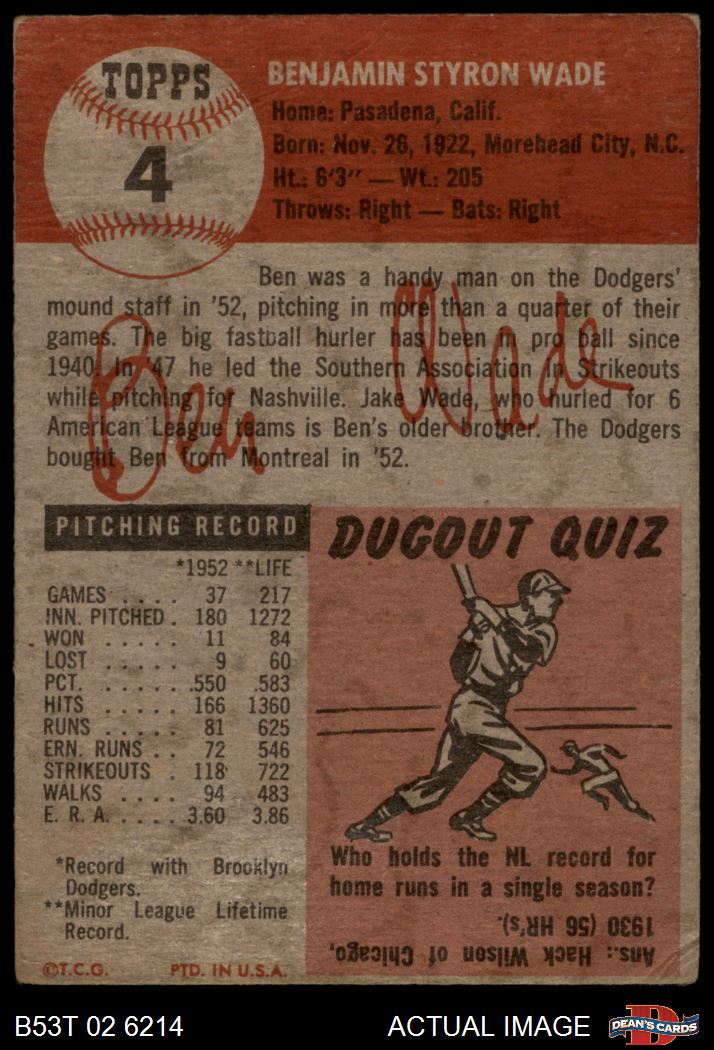 TOPPS
4
BENJAMIN STYRON WADE
Home: Pasadena, Calif.
Born: Nov. 26, 1922, Morehead City, N.C.
Ht.: 6'3" — Wt.: 205
Throws: Right — Bats: Right
Ben was a handy man on the Dodgers'
mound staff in '52, pitching in more than a quarter of their
games. The big fastball hurler has been in pro ball since
1940. In '47 he led the Southern Association in Strikeouts
while pitching for Nashville. Jake Wade, who hurled for 6
American League teams is Ben's older brother. The Dodgers
bought Ben from Montreal in '52.
Ben Wade
PITCHING RECORD
*1952 **LIFE
GAMES . . . . 37 217
INN. PITCHED . 180 1272
WON . . . . . 11 84
LOST . . . . . 9 60
PCT. . . . . . .550 .583
HITS . . . . . 166 1360
RUNS . . . . . 81 625
ERN. RUNS . . 72 546
STRIKEOUTS . 118 722
WALKS . . . . 94 483
E. R. A. . . . . 3.60 3.86
*Record with Brooklyn
Dodgers.
**Minor League Lifetime
Record.
©T.C.G. PTD. IN U.S.A.
DUGOUT QUIZ
Who holds the NL record for
home runs in a single season?
Ans.: Hack Wilson of Chicago,
1930 (56 HR's).
B53T 02 6214
ACTUAL IMAGE
D
DEAN'S CARDS